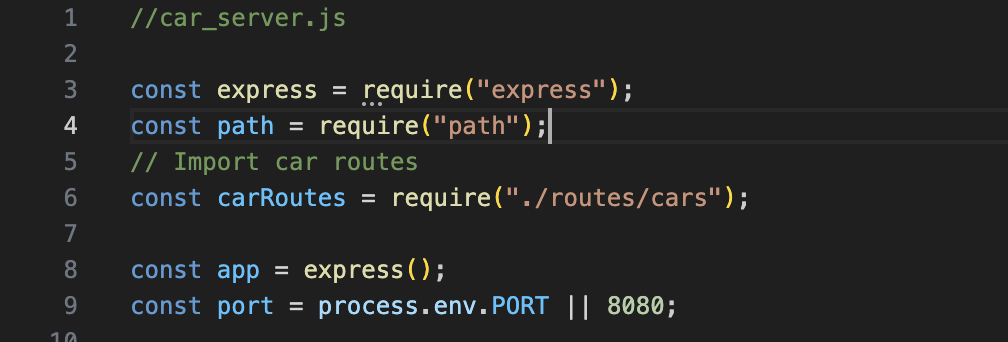 1 //car_server.js
2
3 const express = require("express");
4 const path = require("path");
5 // Import car routes
6 const carRoutes = require("./routes/cars");
7
8 const app = express();
9 const port = process.env.PORT || 8080;
10